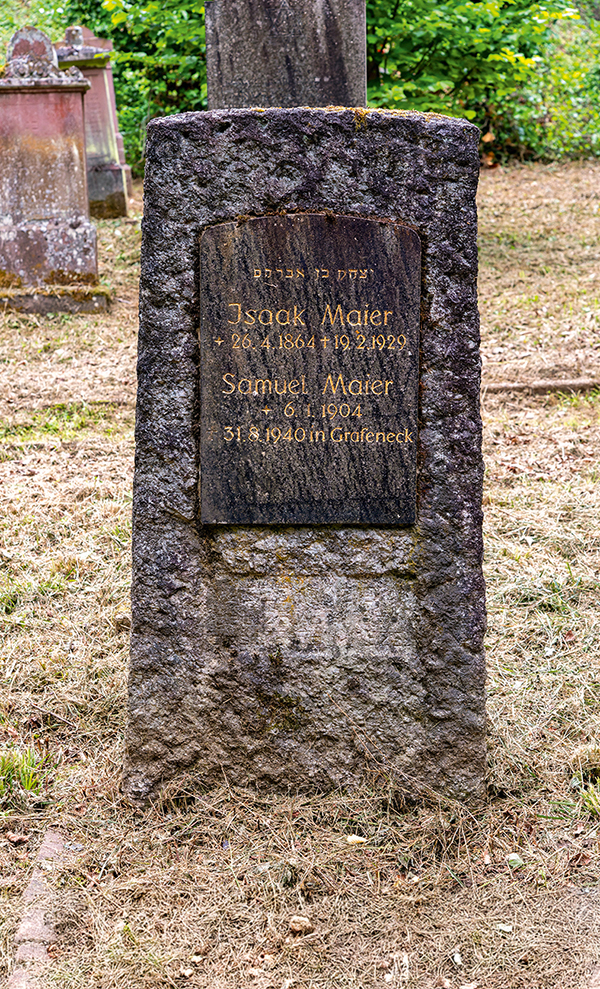 יצחק בן אברהם
Isaak Maier
+ 26.4.1864 + 19.2.1929
Samuel Maier
+ 6.1.1904
31.8.1940 in Grafeneck